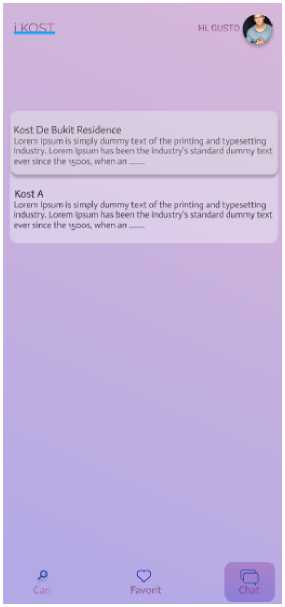 i KOST
HI, GUSTO
Kost De Bukit Residence
Lorem Ipsum is simply dummy text of the printing and typesetting
industry. Lorem Ipsum has been the industry's standard dummy text
ever since the 1500s, when an ........
Kost A
Lorem Ipsum is simply dummy text of the printing and typesetting
industry. Lorem Ipsum has been the industry's standard dummy text
ever since the 1500s, when an ........
Cari
Favorit
Chat